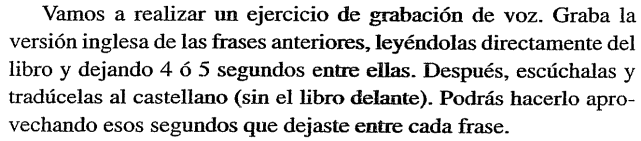 Vamos a realizar un ejercicio de grabación de voz. Graba la
versión inglesa de las frases anteriores, leyéndolas directamente del
libro y dejando 4 ó 5 segundos entre ellas. Después, escúchalas y
tradúcelas al castellano (sin el libro delante). Podrás hacerlo apro-
vechando esos segundos que dejaste entre cada frase.